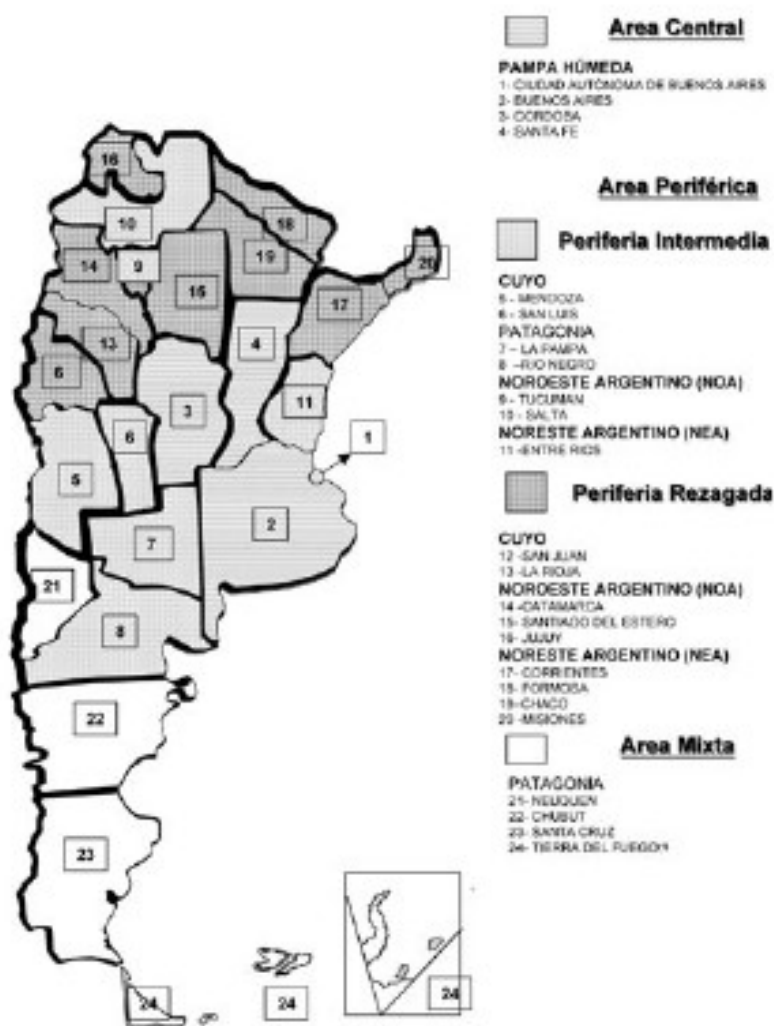 Area Central
PAMPA HÚMEDA
1- CIUDAD AUTÓNOMA DE BUENOS AIRES
2- BUENOS AIRES
3- CORDOBA
4- SANTA FE
Area Periférica
Periferia Intermedia
CUYO
5 - MENDOZA
6 - SAN LUIS
PATAGONIA
7 - LA PAMPA
8 -RIO NEGRO
NOROESTE ARGENTINO (NOA)
9 - TUCUMAN
10 - SALTA
NORESTE ARGENTINO (NEA)
11 -ENTRE RIOS
Periferia Rezagada
CUYO
12 -SAN JUAN
13 -LA RIOJA
NOROESTE ARGENTINO (NOA)
14 -CATAMARCA
15- SANTIAGO DEL ESTERO
16- JUJUY
NORESTE ARGENTINO (NEA)
17- CORRIENTES
18- FORMOSA
19 -CHACO
20 -MISIONES
Area Mixta
PATAGONIA
21- NEUQUEN
22- CHUBUT
23- SANTA CRUZ
24- TIERRA DEL FUEGO
16
10
18
19
20
14
9
15
17
13
4
6
3
11
6
1
5
2
7
21
8
22
23
24
24
24